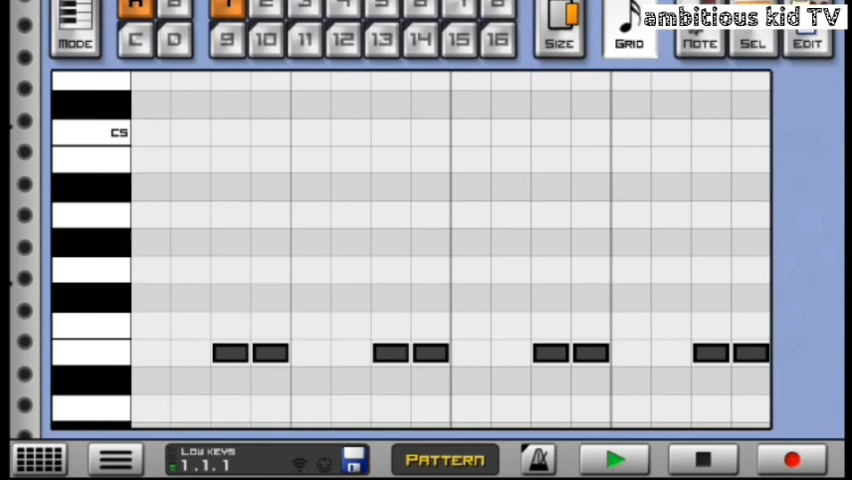 ambitious kid TV
A B 1 2 3 4 5 6 7 8
MODE C D 9 10 11 12 13 14 15 16 SIZE GRID NOTE SEL EDIT
C5
LOW KEYS
1.1.1
PATTERN